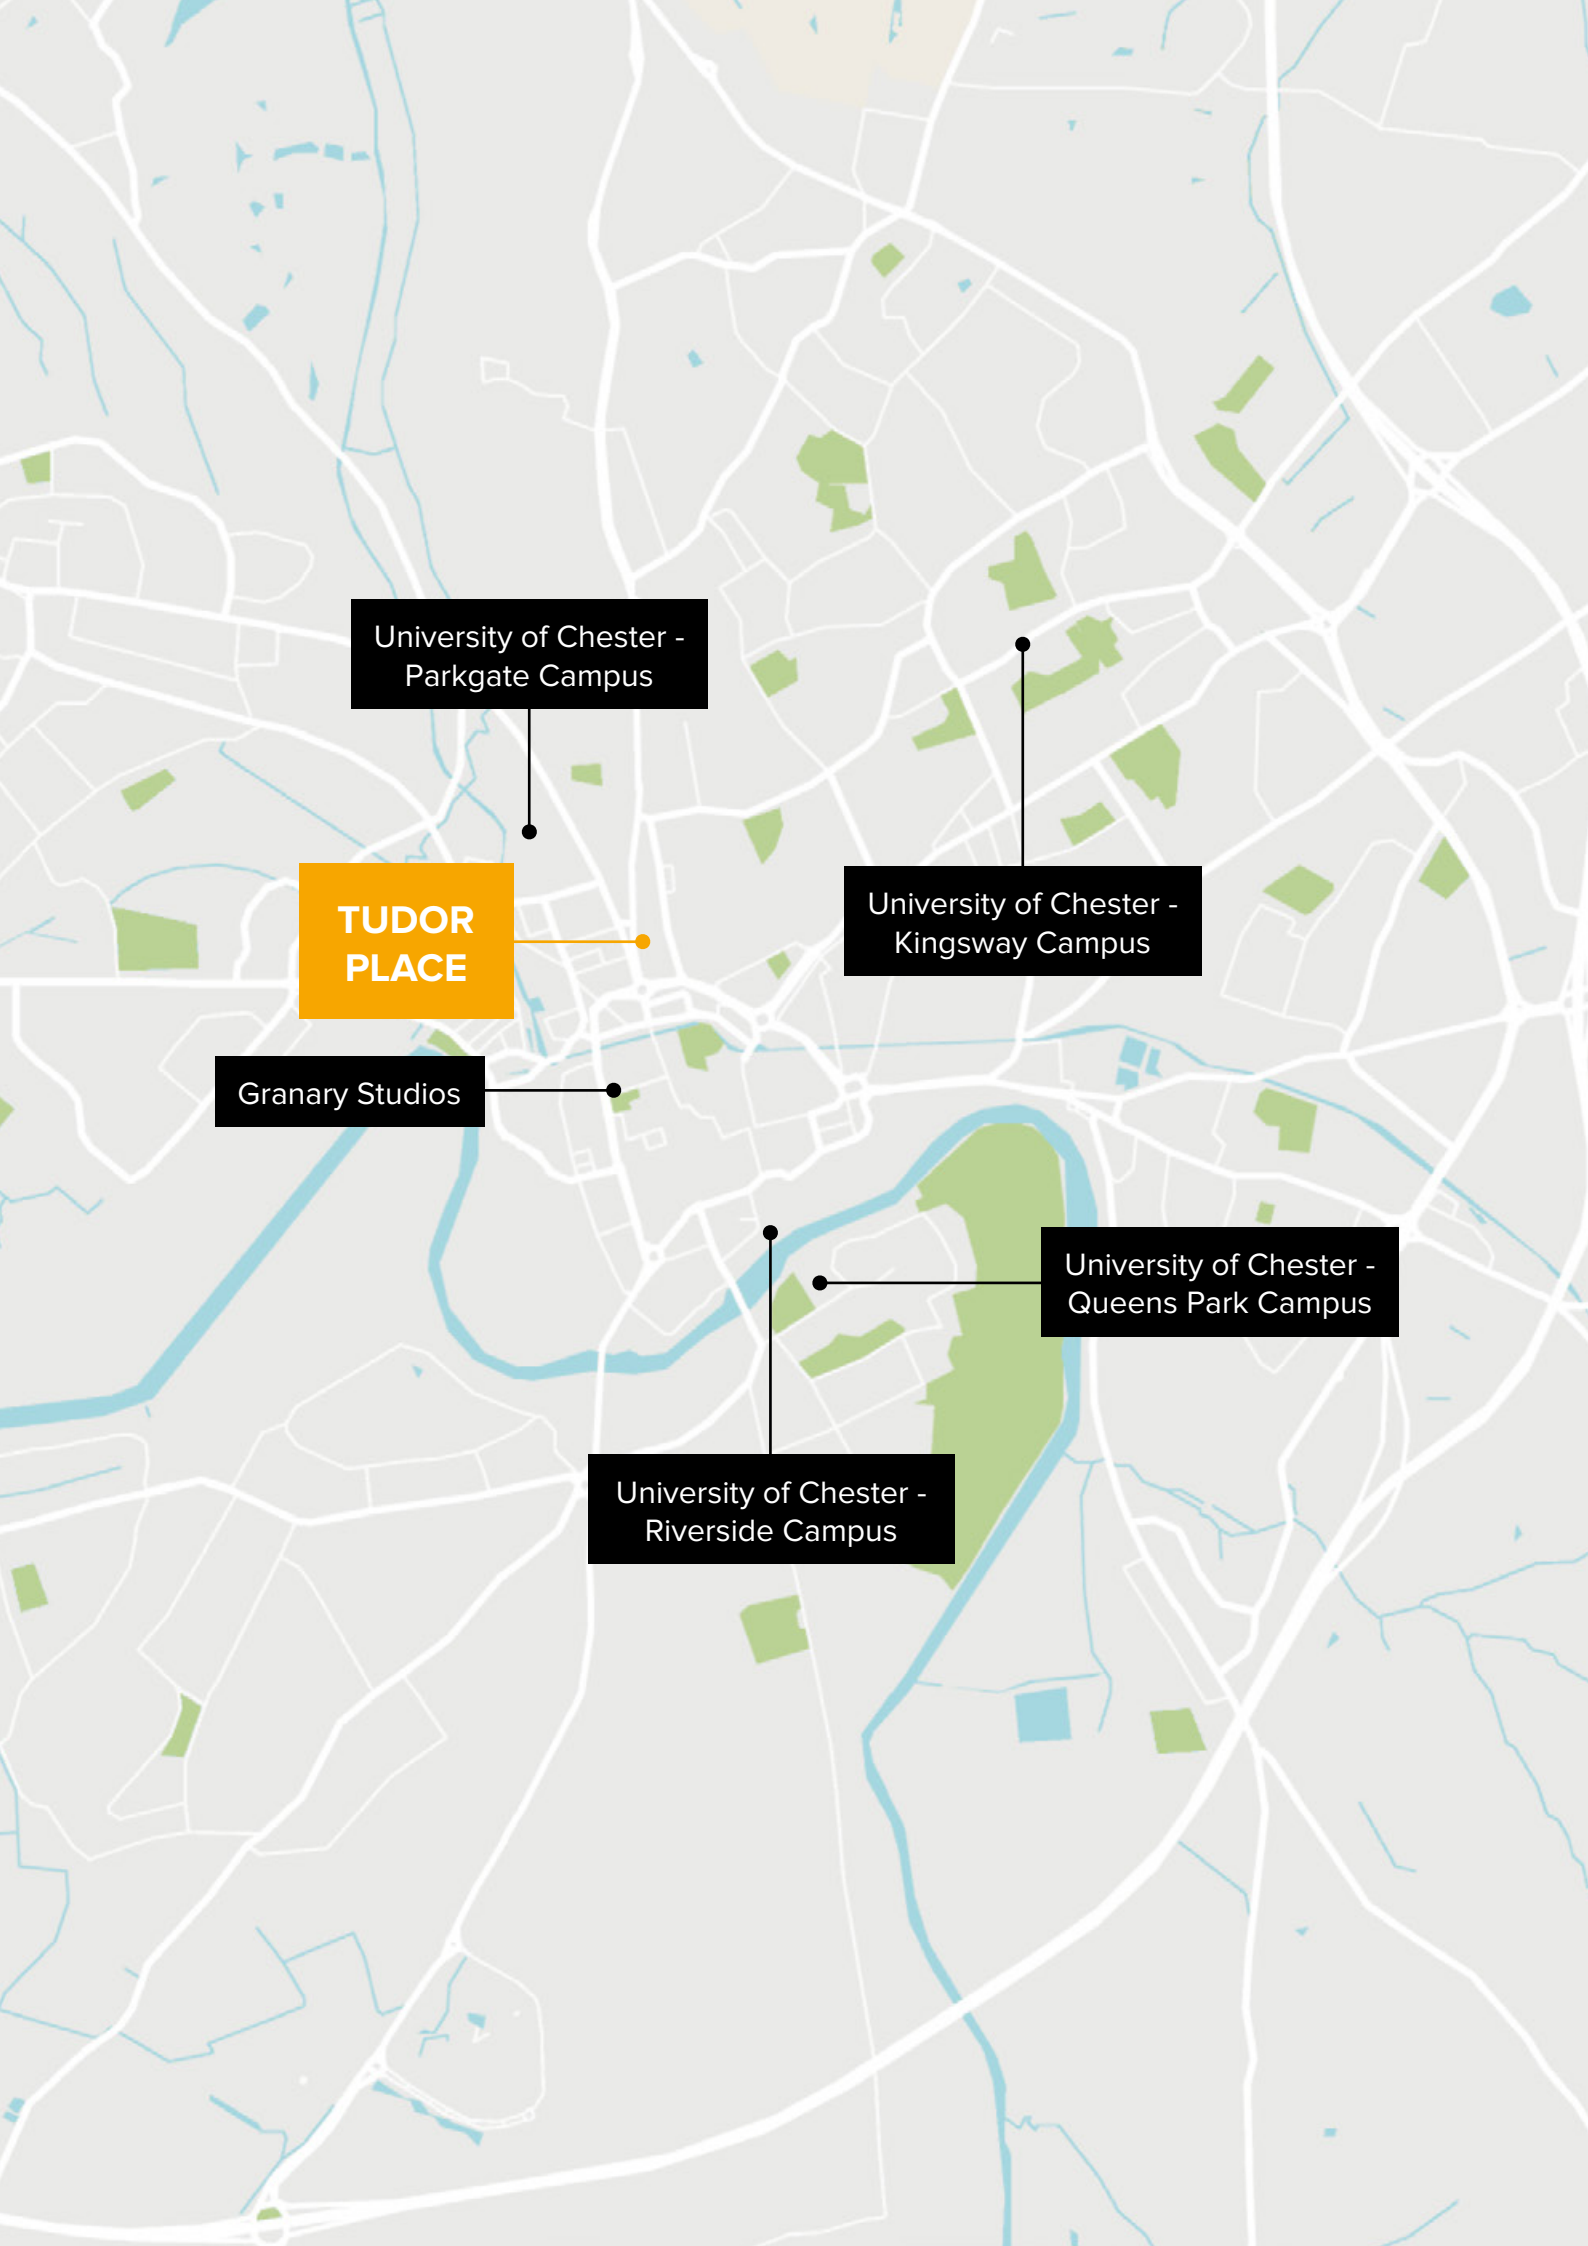 University of Chester -
Parkgate Campus
TUDOR
PLACE
University of Chester -
Kingsway Campus
Granary Studios
University of Chester -
Queens Park Campus
University of Chester -
Riverside Campus